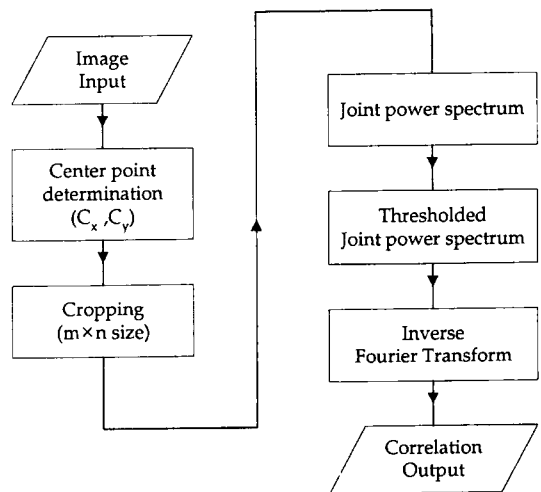 Image
Input
Center point
determination
(Cx ,Cy)
Cropping
(m×n size)
Joint power spectrum
Thresholded
Joint power spectrum
Inverse
Fourier Transform
Correlation
Output